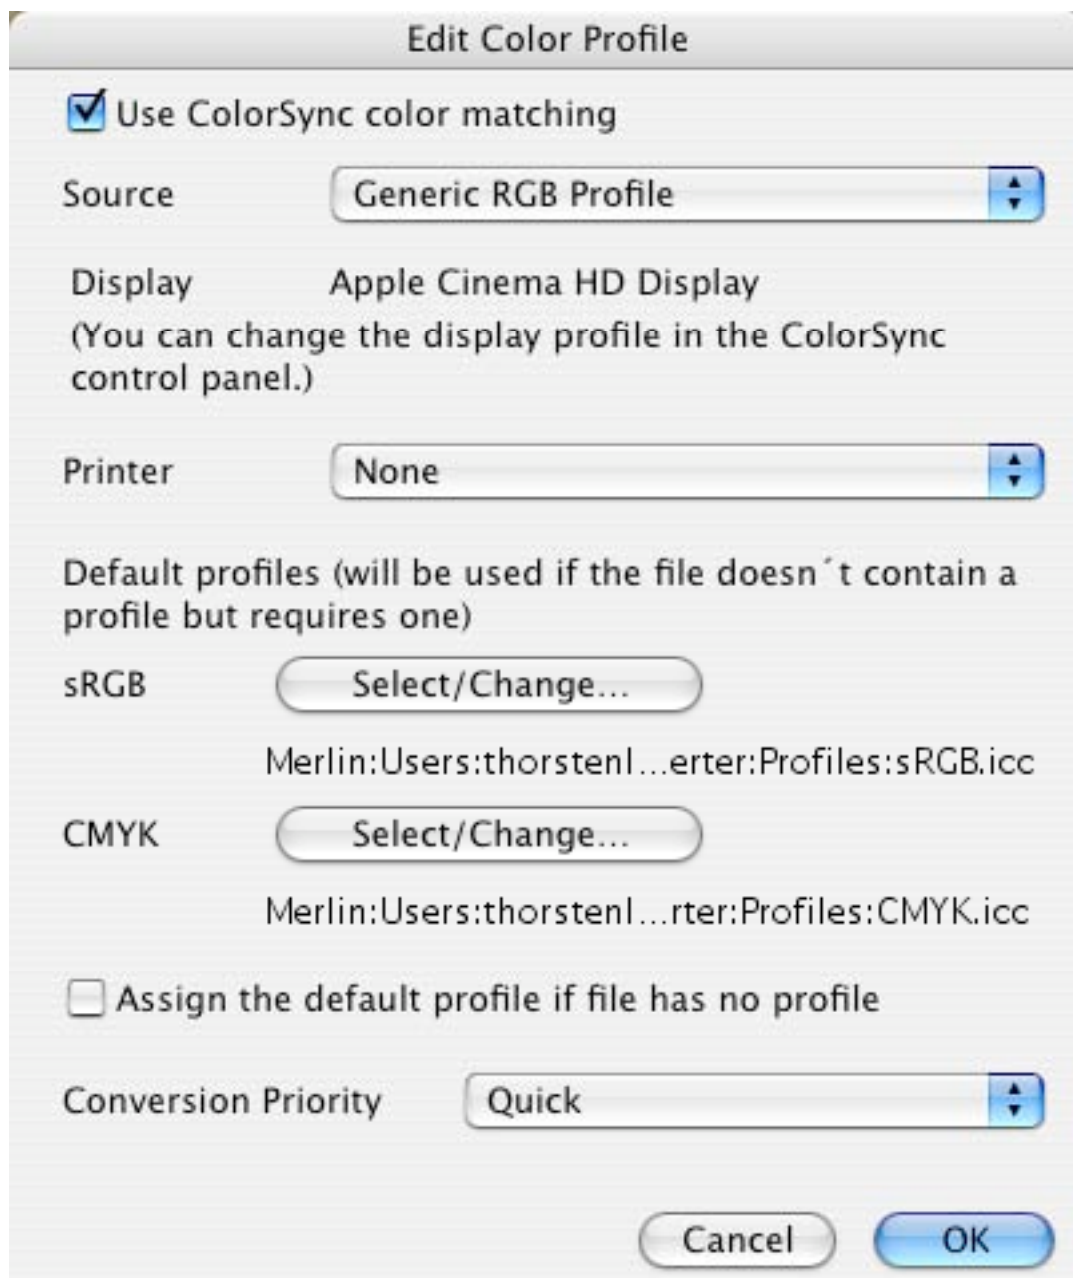 Edit Color Profile
Use ColorSync color matching
Source Generic RGB Profile
Display Apple Cinema HD Display
(You can change the display profile in the ColorSync
control panel.)
Printer None
Default profiles (will be used if the file doesn´t contain a
profile but requires one)
sRGB Select/Change...
Merlin:Users:thorstenl...erter:Profiles:sRGB.icc
CMYK Select/Change...
Merlin:Users:thorstenl...rter:Profiles:CMYK.icc
Assign the default profile if file has no profile
Conversion Priority Quick
Cancel OK